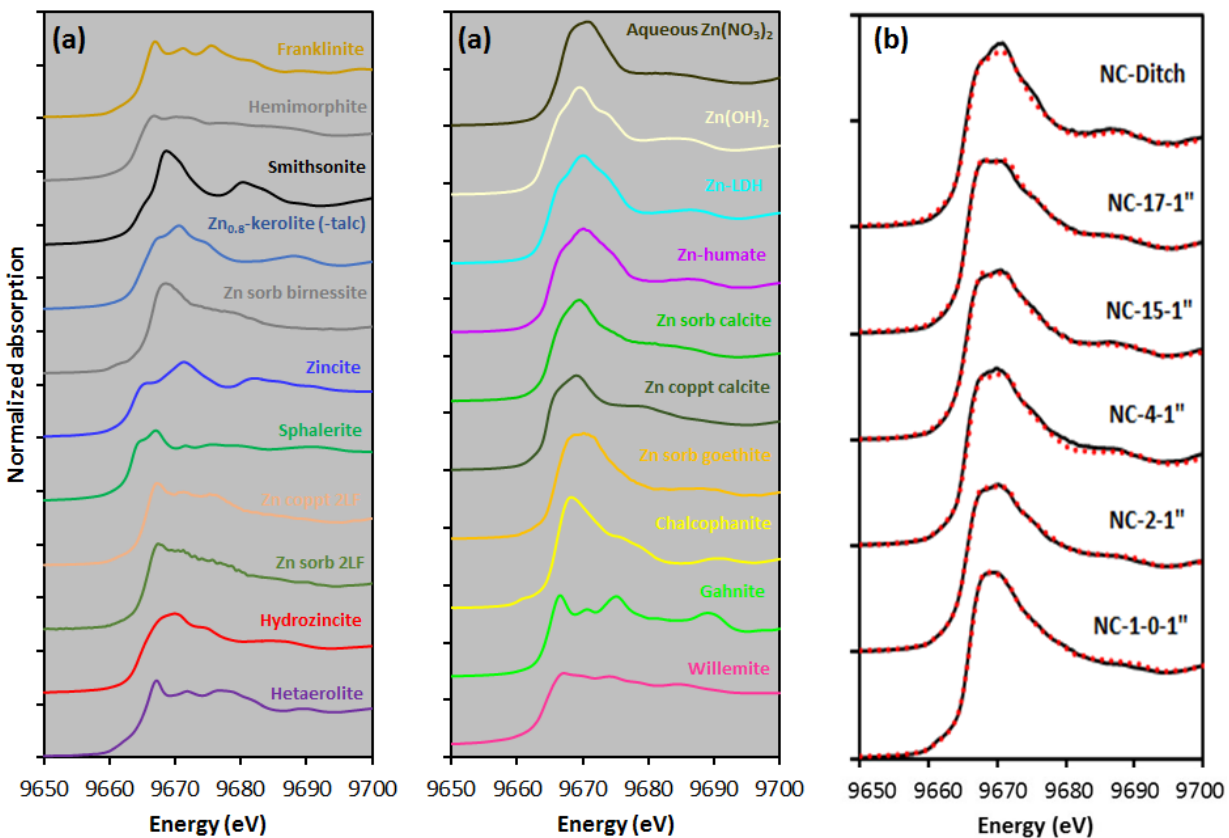 (a)
Franklinite
Hemimorphite
Smithsonite
Zn0.8-kerolite (-talc)
Zn sorb birnessite
Zincite
Sphalerite
Zn coppt 2LF
Zn sorb 2LF
Hydrozincite
Hetaerolite
Normalized absorption
9650 9660 9670 9680 9690 9700
Energy (eV)
(a)
Aqueous Zn(NO3)2
Zn(OH)2
Zn-LDH
Zn-humate
Zn sorb calcite
Zn coppt calcite
Zn sorb goethite
Chalcophanite
Gahnite
Willemite
9650 9660 9670 9680 9690 9700
Energy (eV)
(b)
NC-Ditch
NC-17-1"
NC-15-1"
NC-4-1"
NC-2-1"
NC-1-0-1"
9650 9660 9670 9680 9690 9700
Energy (eV)